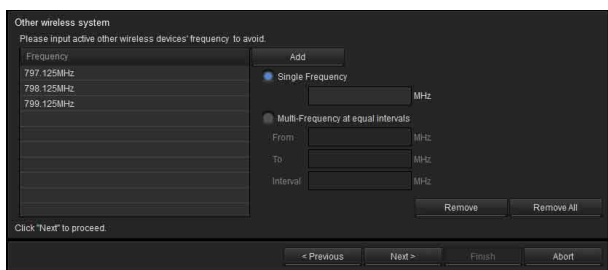 Other wireless system
Please input active other wireless devices' frequency to avoid.
Frequency
Add
797.125MHz
798.125MHz
799.125MHz
Single Frequency
MHz
Multi-Frequency at equal intervals
From
MHz
To
MHz
Interval
MHz
Remove
Remove All
Click "Next" to proceed.
< Previous
Next >
Finish
Abort